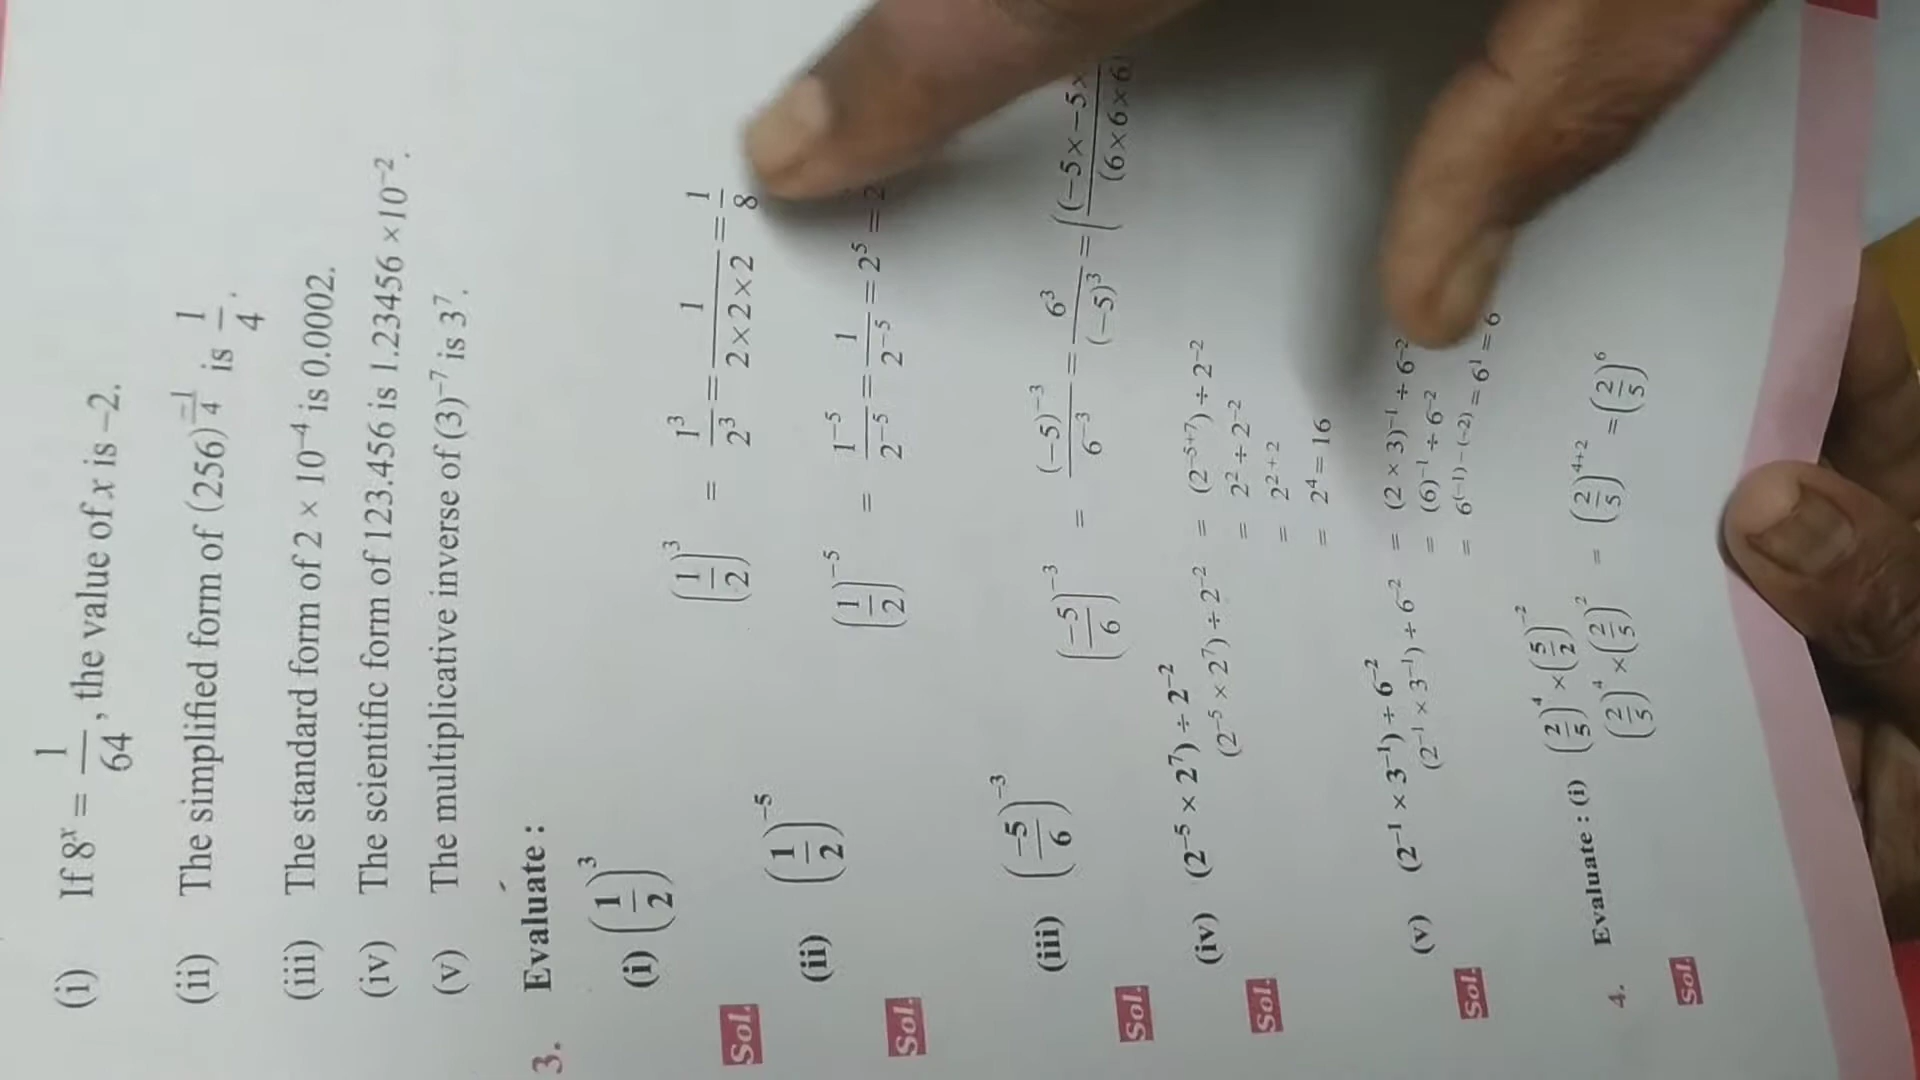 (i) If 8^x = 1/64, the value of x is –2.
(ii) The simplified form of (256)^(–1/4) is 1/4.
(iii) The standard form of 2 × 10^–4 is 0.0002.
(iv) The scientific form of 123.456 is 1.23456 ×10^–2.
(v) The multiplicative inverse of (3)^–7 is 3^7.
3. Evaluate :
(i) (1/2)^3
Sol. (1/2)^3 = 1^3/2^3 = 1/(2×2×2) = 1/8
(ii) (1/2)^–5
Sol. (1/2)^–5 = 1^–5/2^–5 = 1/2^–5 = 2^5 = 2
(iii) (–5/6)^–3
Sol. (–5/6)^–3 = (–5)^–3/6^–3 = 6^3/(–5)^3 = ((–5×–5×/(6×6×6)
(iv) (2^–5 × 2^7) ÷ 2^–2
Sol. (2^–5 × 2^7) ÷ 2^–2 = (2^–5+7) ÷ 2^–2
= 2^2 ÷ 2^–2
= 2^2+2
= 2^4 = 16
(v) (2^–1 × 3^–1) ÷ 6^–2
Sol. (2^–1 × 3^–1) ÷ 6^–2 = (2 × 3)^–1 ÷ 6^–2
= (6)^–1 ÷ 6^–2
= 6^(–1)–(–2) = 6^1 = 6
4. Evaluate : (i) (2/5)^4 × (5/2)^–2
Sol. (2/5)^4 × (2/5)^2 = (2/5)^4+2 = (2/5)^6